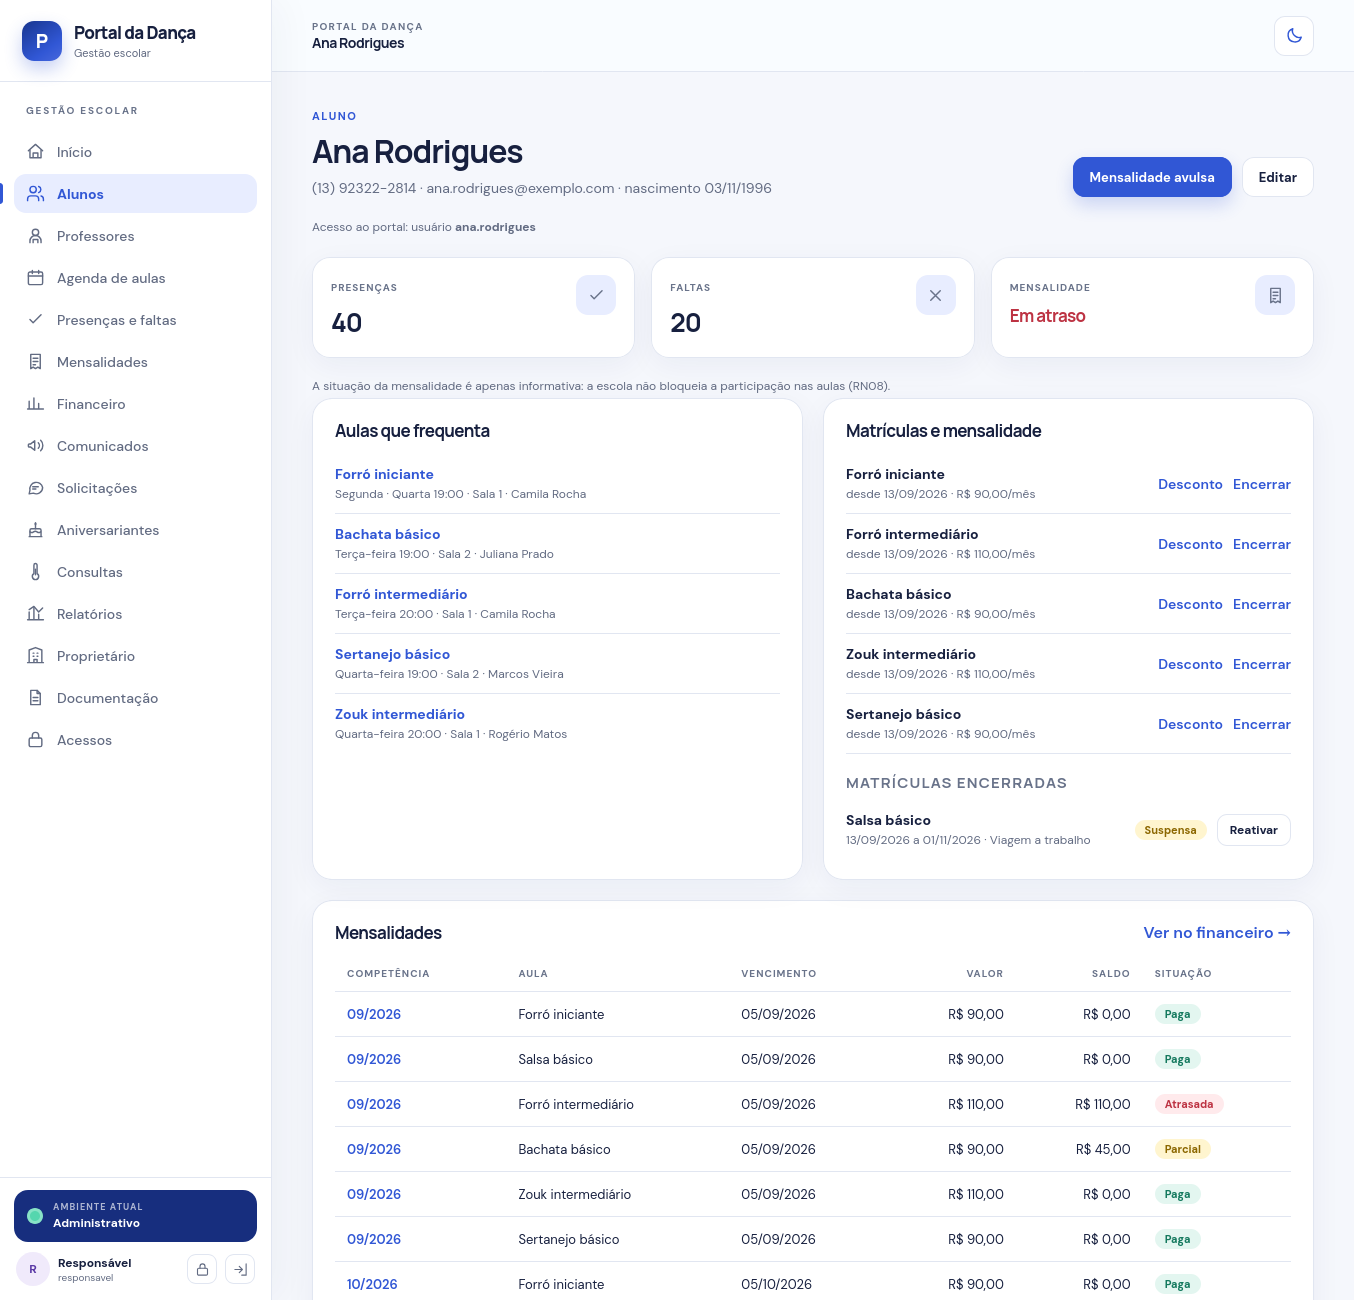 P
Portal da Dança
Gestão escolar
GESTÃO ESCOLAR
Início
Alunos
Professores
Agenda de aulas
Presenças e faltas
Mensalidades
Financeiro
Comunicados
Solicitações
Aniversariantes
Consultas
Relatórios
Proprietário
Documentação
Acessos
AMBIENTE ATUAL
Administrativo
R
Responsável
responsavel
PORTAL DA DANÇA
Ana Rodrigues
ALUNO
Ana Rodrigues
(13) 92322-2814 · ana.rodrigues@exemplo.com · nascimento 03/11/1996
Mensalidade avulsa
Editar
Acesso ao portal: usuário ana.rodrigues
PRESENÇAS
40
FALTAS
20
MENSALIDADE
Em atraso
A situação da mensalidade é apenas informativa: a escola não bloqueia a participação nas aulas (RN08).
Aulas que frequenta
Forró iniciante
Segunda · Quarta 19:00 · Sala 1 · Camila Rocha
Bachata básico
Terça-feira 19:00 · Sala 2 · Juliana Prado
Forró intermediário
Terça-feira 20:00 · Sala 1 · Camila Rocha
Sertanejo básico
Quarta-feira 19:00 · Sala 2 · Marcos Vieira
Zouk intermediário
Quarta-feira 20:00 · Sala 1 · Rogério Matos
Matrículas e mensalidade
Forró iniciante
desde 13/09/2026 · R$ 90,00/mês
Desconto Encerrar
Forró intermediário
desde 13/09/2026 · R$ 110,00/mês
Desconto Encerrar
Bachata básico
desde 13/09/2026 · R$ 90,00/mês
Desconto Encerrar
Zouk intermediário
desde 13/09/2026 · R$ 110,00/mês
Desconto Encerrar
Sertanejo básico
desde 13/09/2026 · R$ 90,00/mês
Desconto Encerrar
MATRÍCULAS ENCERRADAS
Salsa básico
13/09/2026 a 01/11/2026 · Viagem a trabalho
Suspensa
Reativar
Mensalidades
Ver no financeiro →
COMPETÊNCIA AULA VENCIMENTO VALOR SALDO SITUAÇÃO
09/2026 Forró iniciante 05/09/2026 R$ 90,00 R$ 0,00 Paga
09/2026 Salsa básico 05/09/2026 R$ 90,00 R$ 0,00 Paga
09/2026 Forró intermediário 05/09/2026 R$ 110,00 R$ 110,00 Atrasada
09/2026 Bachata básico 05/09/2026 R$ 90,00 R$ 45,00 Parcial
09/2026 Zouk intermediário 05/09/2026 R$ 110,00 R$ 0,00 Paga
09/2026 Sertanejo básico 05/09/2026 R$ 90,00 R$ 0,00 Paga
10/2026 Forró iniciante 05/10/2026 R$ 90,00 R$ 0,00 Paga